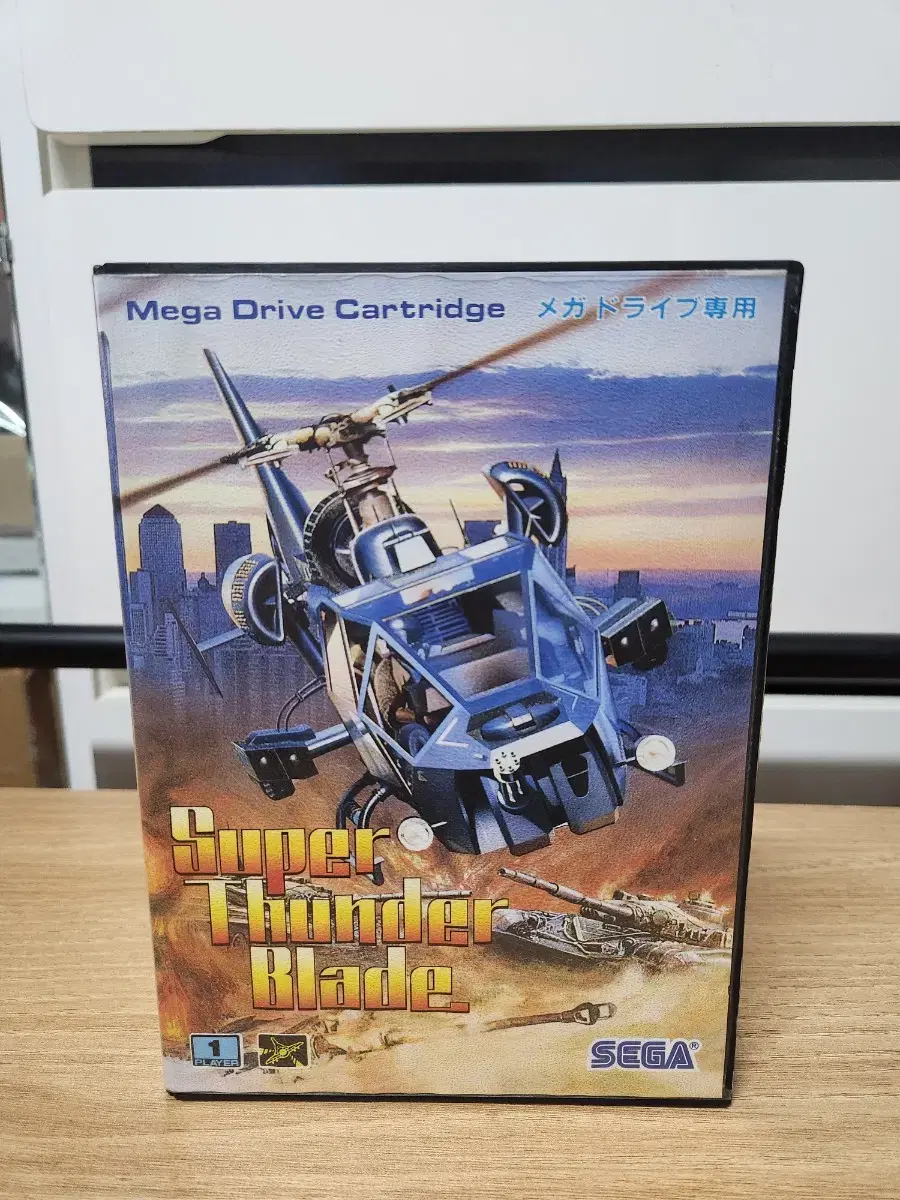 Mega Drive Cartridge メガドライブ専用
Super
Thunder
Blade
1
PLAYER
SEGA®